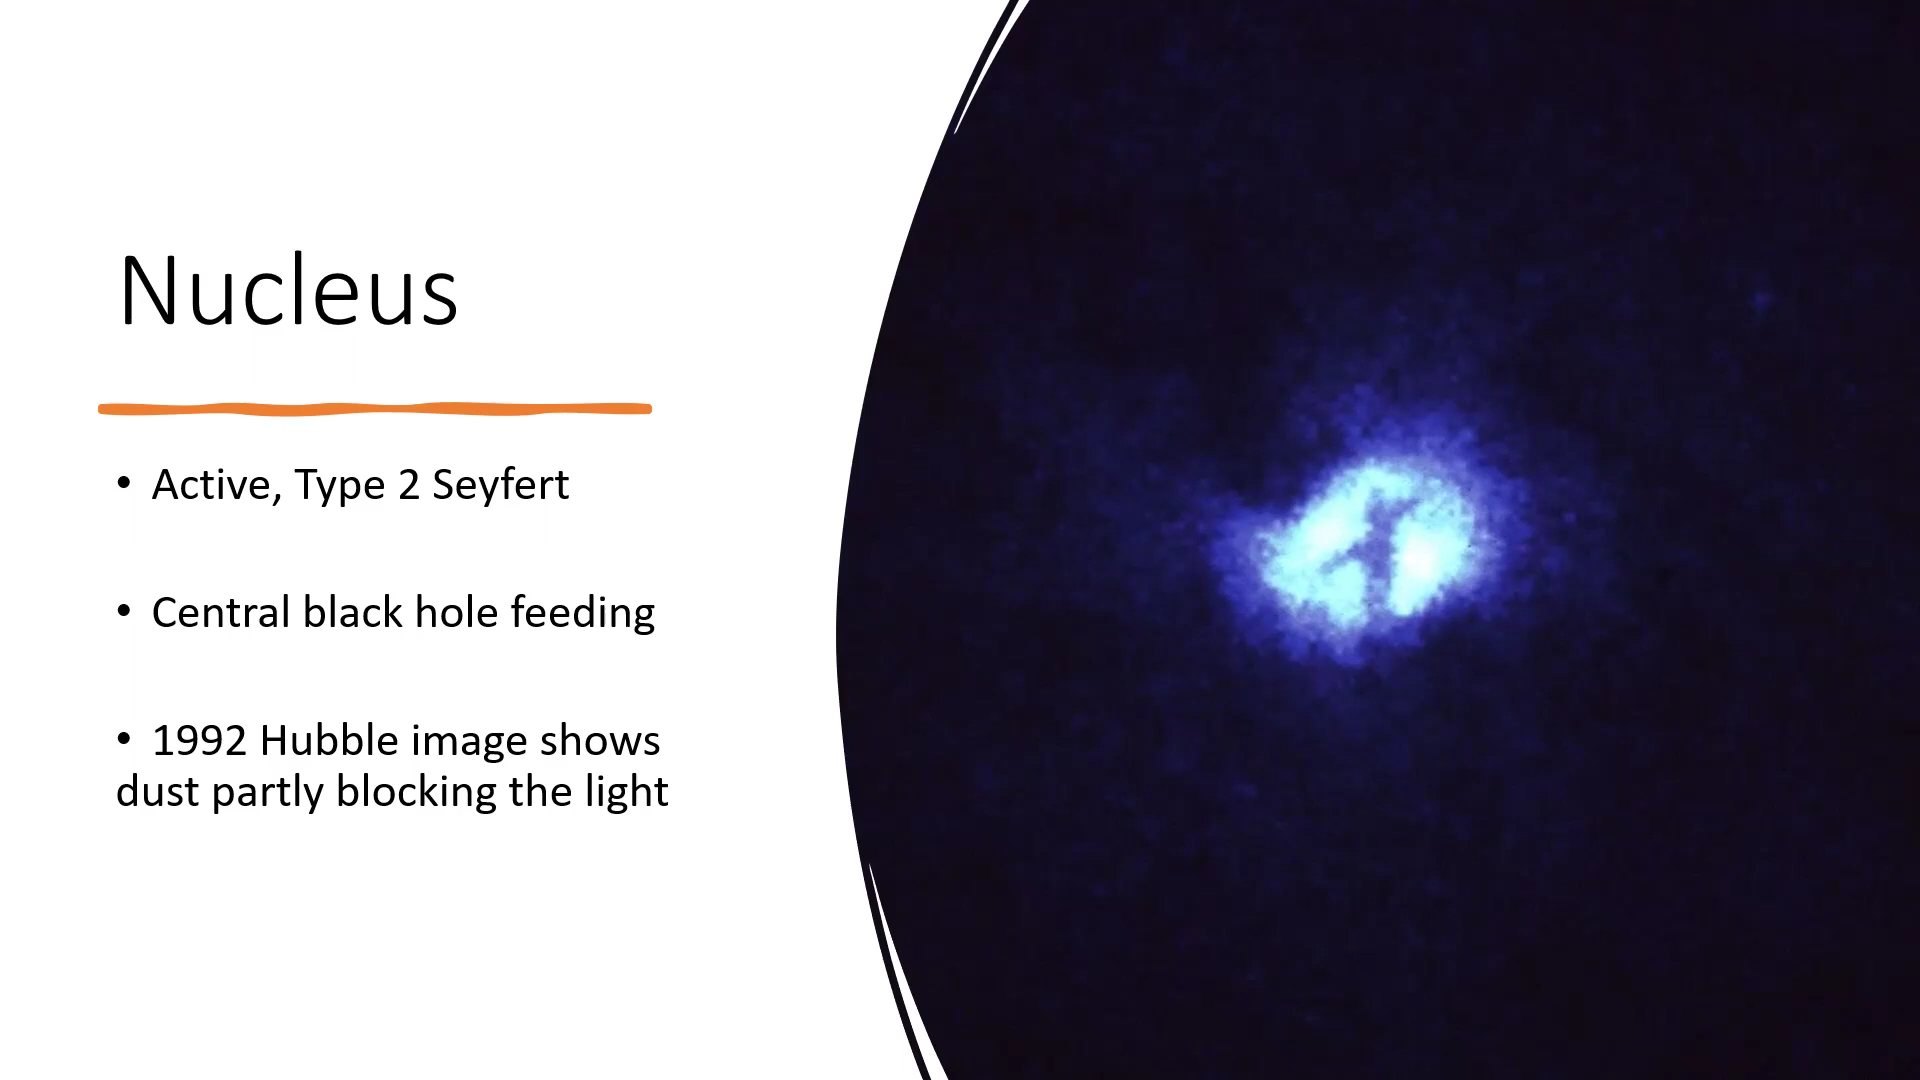 Nucleus
• Active, Type 2 Seyfert
• Central black hole feeding
• 1992 Hubble image shows
dust partly blocking the light